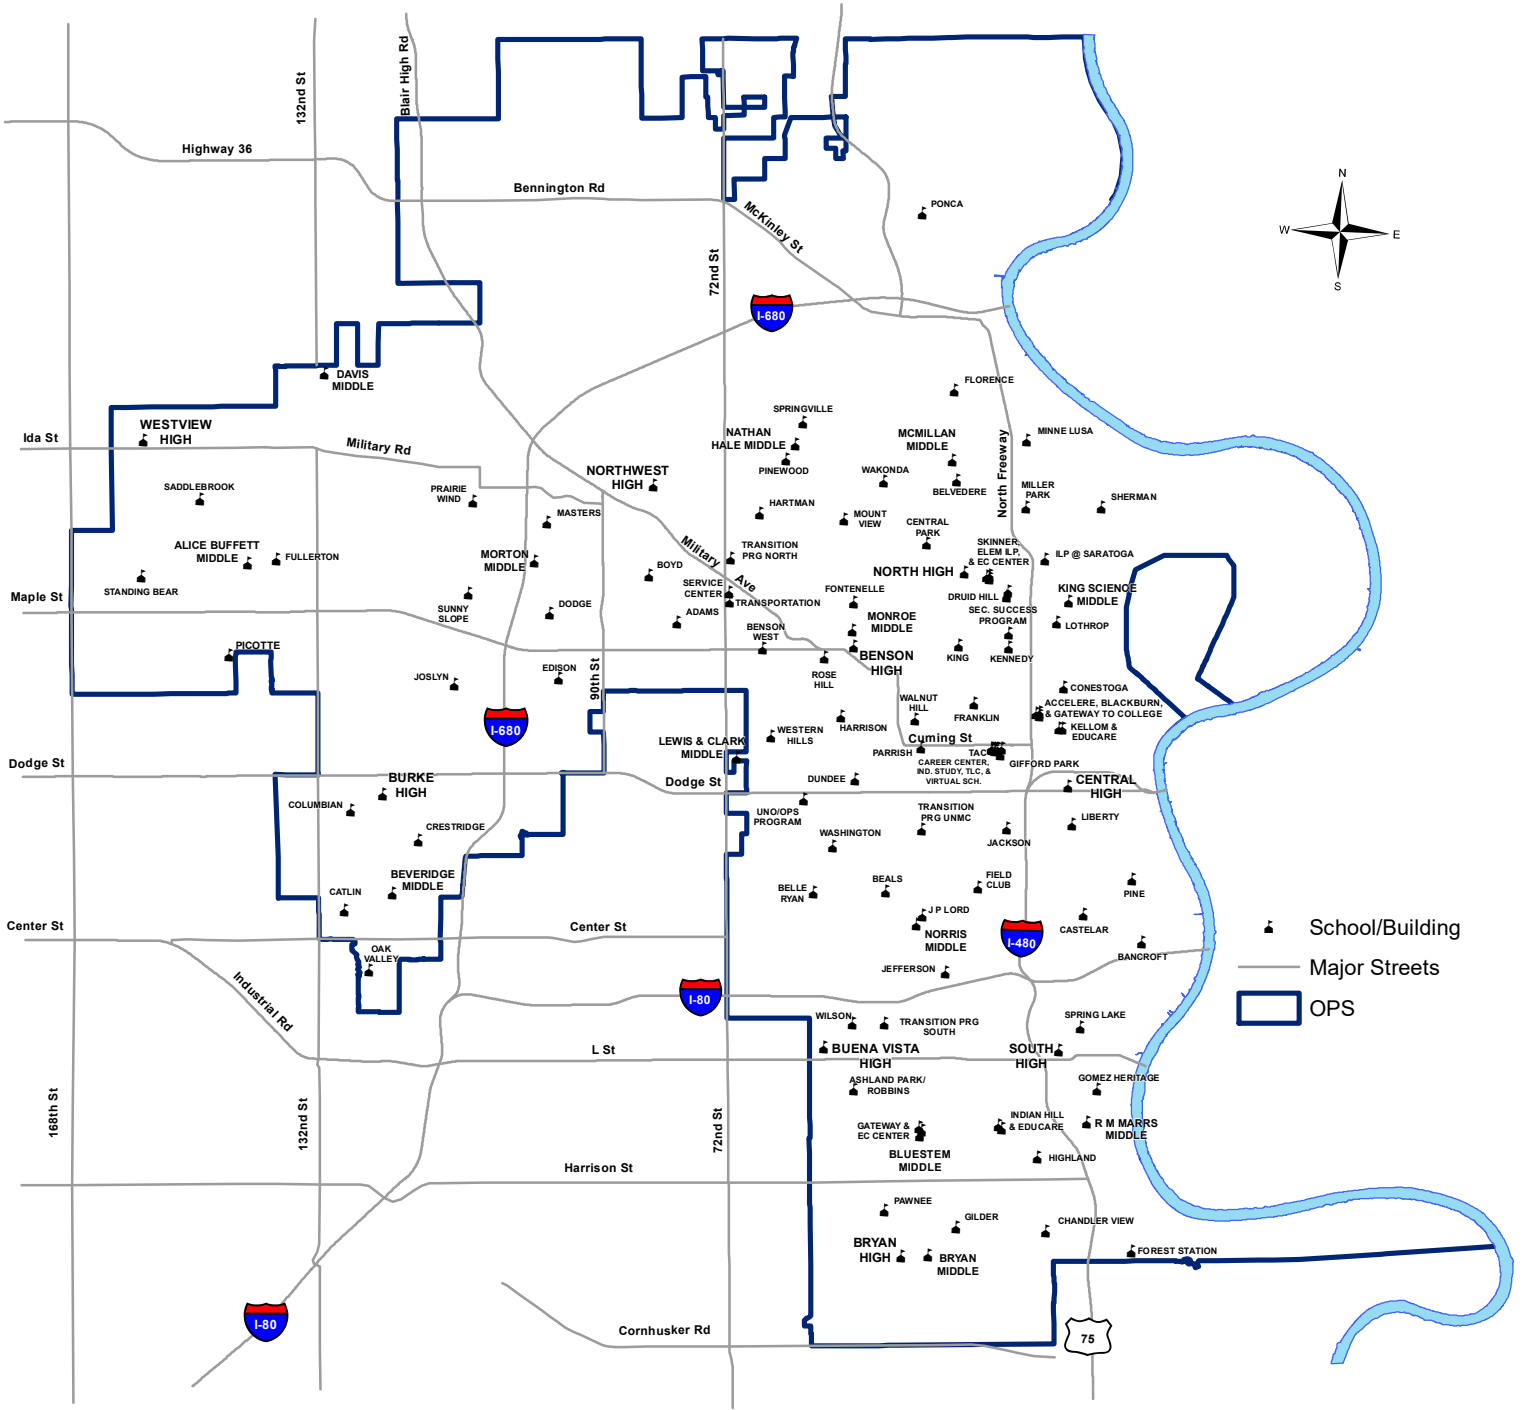 132nd St
Blair High Rd
Highway 36
Bennington Rd
McKinley St
72nd St
PONCA
N
W
E
S
I-680
DAVIS
MIDDLE
FLORENCE
SPRINGVILLE
WESTVIEW
HIGH
Ida St
Military Rd
NATHAN
HALE MIDDLE
PINEWOOD
MCMILLAN
MIDDLE
North Freeway
MINNE LUSA
NORTHWEST
HIGH
WAKONDA
BELVEDERE
MILLER
PARK
SHERMAN
SADDLEBROOK
PRAIRIE
WIND
MASTERS
HARTMAN
MOUNT
VIEW
CENTRAL
PARK
ALICE BUFFETT
MIDDLE
FULLERTON
STANDING BEAR
MORTON
MIDDLE
BOYD
Military
Ave
TRANSITION
PRG NORTH
SERVICE
CENTER
TRANSPORTATION
ADAMS
SKINNER,
ELEM ILP,
& EC CENTER
ILP @ SARATOGA
NORTH HIGH
DRUID HILL
KING SCIENCE
MIDDLE
SEC. SUCCESS
PROGRAM
LOTHROP
Maple St
SUNNY
SLOPE
DODGE
FONTENELLE
MONROE
MIDDLE
BENSON
WEST
BENSON
HIGH
ROSE
HILL
KING
KENNEDY
PICOTTE
JOSLYN
EDISON
90th St
CONESTOGA
ACCELERE, BLACKBURN,
& GATEWAY TO COLLEGE
KELLOM &
EDUCARE
WALNUT
HILL
FRANKLIN
HARRISON
I-680
LEWIS & CLARK
MIDDLE
WESTERN
HILLS
Cuming St
PARRISH
TAC
CAREER CENTER,
IND. STUDY, TLC, &
VIRTUAL SCH.
GIFFORD PARK
Dodge St
BURKE
HIGH
Dodge St
DUNDEE
CENTRAL
HIGH
COLUMBIAN
CRESTRIDGE
UNO/OPS
PROGRAM
WASHINGTON
TRANSITION
PRG UNMC
JACKSON
LIBERTY
BEVERIDGE
MIDDLE
CATLIN
BELLE
RYAN
BEALS
FIELD
CLUB
PINE
J P LORD
NORRIS
MIDDLE
CASTELAR
BANCROFT
Center St
Center St
OAK
VALLEY
I-480
School/Building
Major Streets
OPS
JEFFERSON
Industrial Rd
I-80
WILSON
TRANSITION PRG
SOUTH
SPRING LAKE
L St
BUENA VISTA
HIGH
SOUTH
HIGH
ASHLAND PARK/
ROBBINS
GOMEZ HERITAGE
168th St
132nd St
72nd St
GATEWAY &
EC CENTER
INDIAN HILL
& EDUCARE
R M MARRS
MIDDLE
BLUESTEM
MIDDLE
HIGHLAND
Harrison St
PAWNEE
GILDER
CHANDLER VIEW
BRYAN
HIGH
BRYAN
MIDDLE
FOREST STATION
I-80
Cornhusker Rd
75